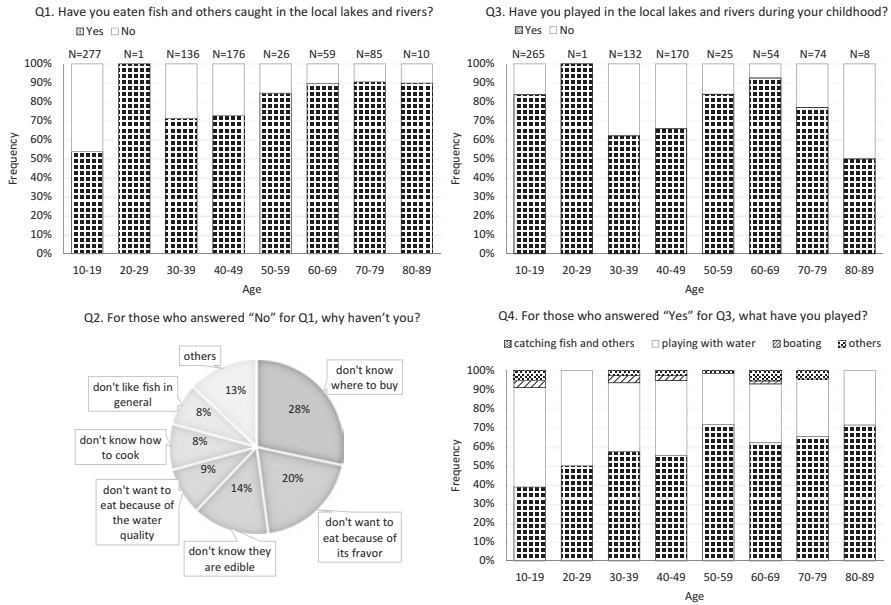 Q1. Have you eaten fish and others caught in the local lakes and rivers?
Yes No
N=277 N=1 N=136 N=176 N=26 N=59 N=85 N=10
100%
90%
80%
70%
60%
50%
40%
30%
20%
10%
0%
Frequency
10-19 20-29 30-39 40-49 50-59 60-69 70-79 80-89
Age
Q3. Have you played in the local lakes and rivers during your childhood?
Yes No
N=265 N=1 N=132 N=170 N=25 N=54 N=74 N=8
100%
90%
80%
70%
60%
50%
40%
30%
20%
10%
0%
Frequency
10-19 20-29 30-39 40-49 50-59 60-69 70-79 80-89
Age
Q2. For those who answered “No” for Q1, why haven’t you?
others
don't know
where to buy
don't like fish in
general
don't know how
to cook
don't want to
eat because of
the water
quality
don't know they
are edible
don't want to
eat because of
its fravor
13%
28%
8%
8%
9%
14%
20%
Q4. For those who answered “Yes” for Q3, what have you played?
catching fish and others playing with water boating others
100%
90%
80%
70%
60%
50%
40%
30%
20%
10%
0%
Frequency
10-19 20-29 30-39 40-49 50-59 60-69 70-79 80-89
Age